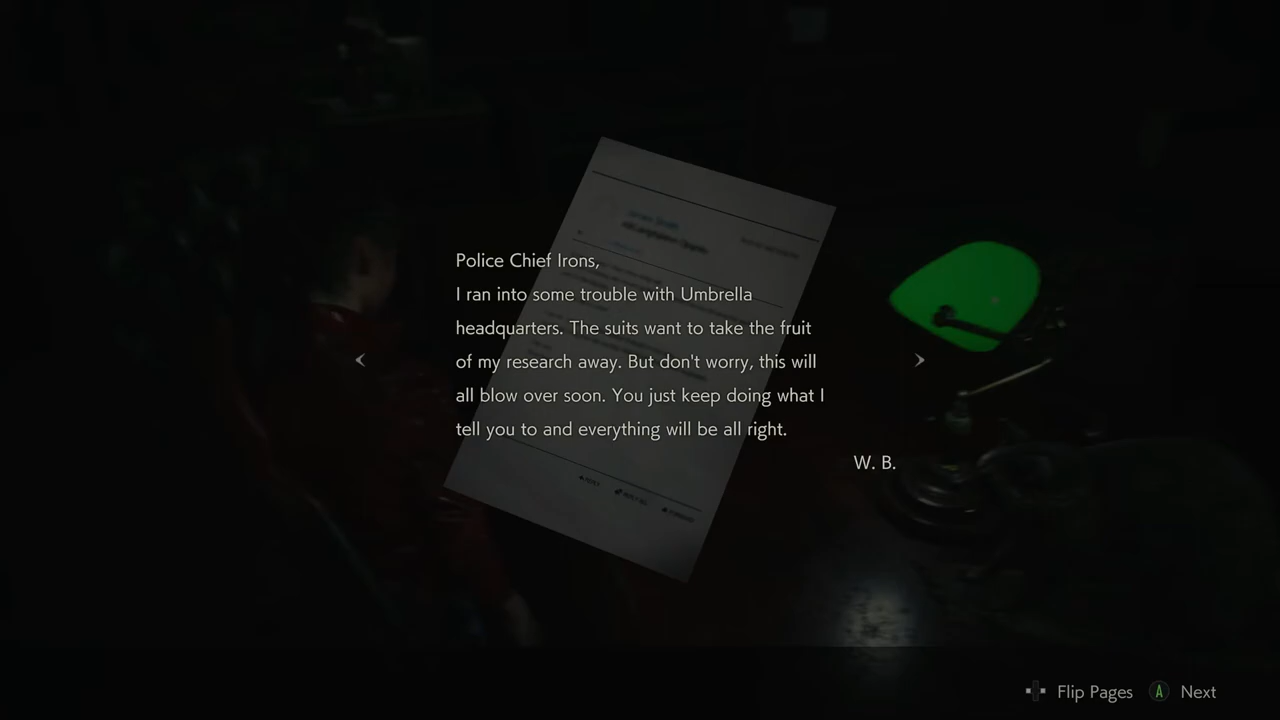 Police Chief Irons,
I ran into some trouble with Umbrella
headquarters. The suits want to take the fruit
of my research away. But don't worry, this will
all blow over soon. You just keep doing what I
tell you to and everything will be all right.
W. B.
Flip Pages A Next